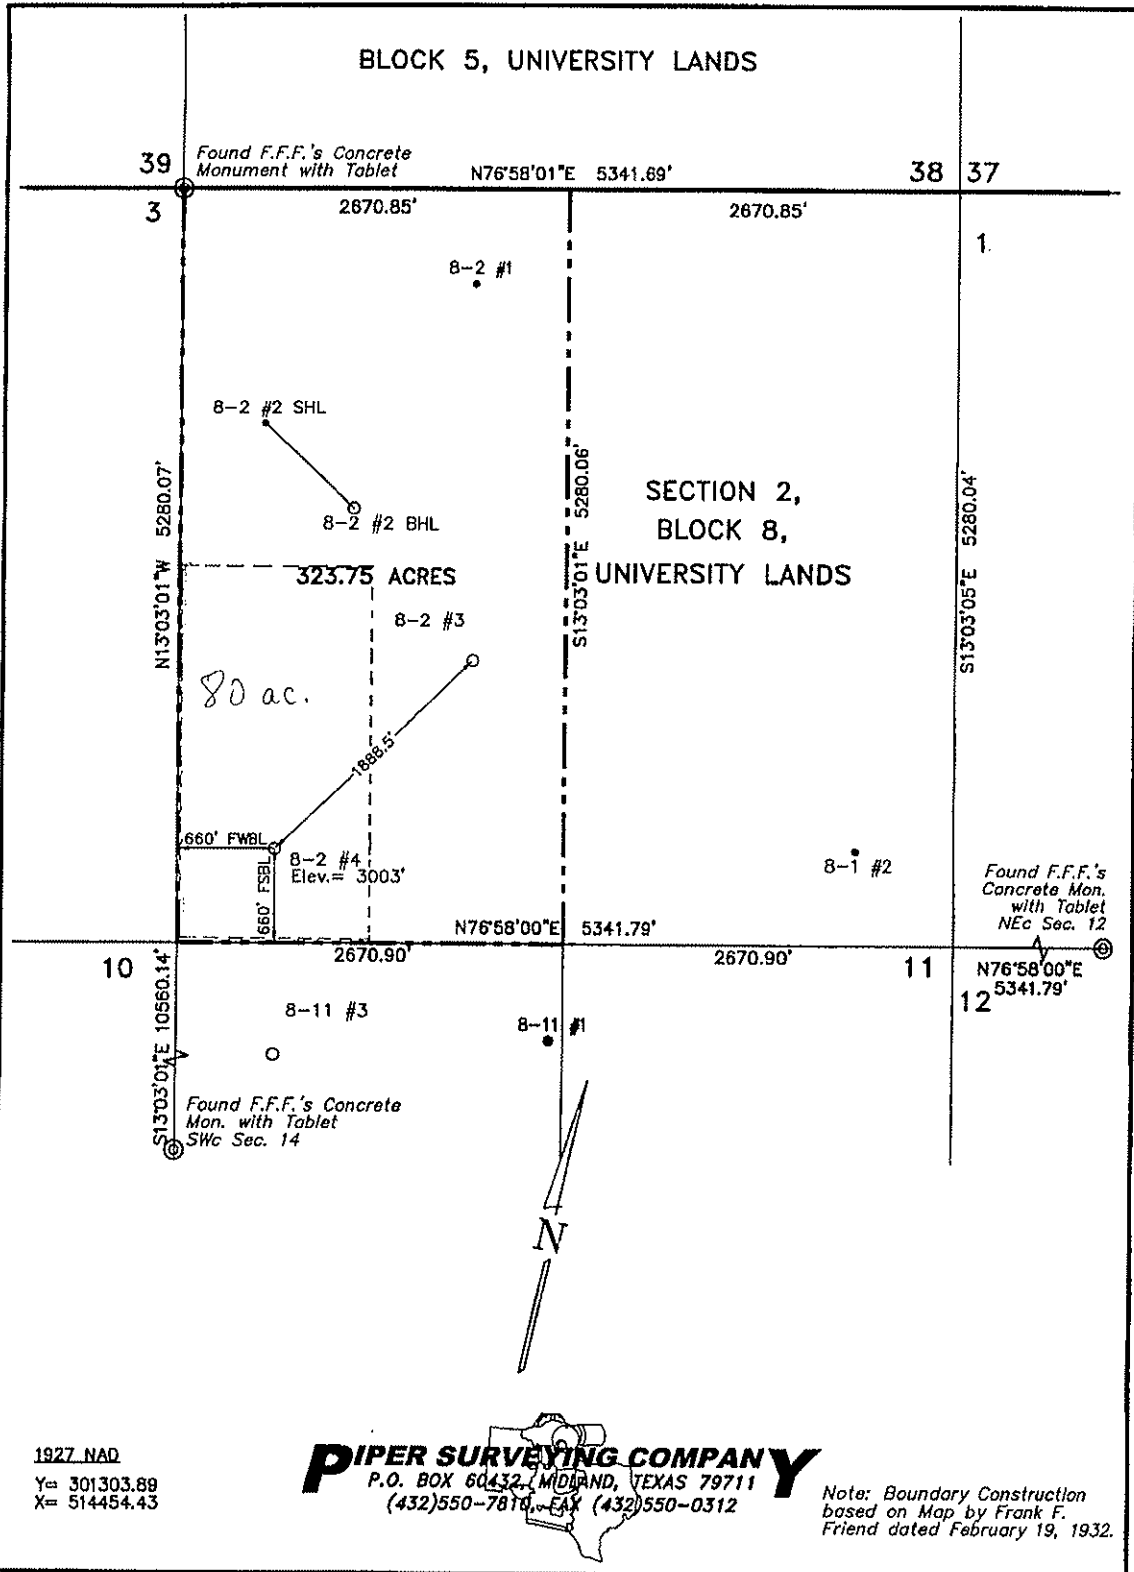 BLOCK 5, UNIVERSITY LANDS
39
Found F.F.F.'s Concrete
Monument with Tablet
N76°58'01"E 5341.69'
38
37
3
2670.85'
2670.85'
1
8-2 #1
8-2 #2 SHL
8-2 #2 BHL
N13°03'01"W 5280.07'
S13°03'01"E 5280.06'
S13°03'05"E 5280.04'
SECTION 2,
BLOCK 8,
UNIVERSITY LANDS
323.75 ACRES
8-2 #3
80 ac.
1888.5'
660' FWBL
660' FSBL
8-2 #4
Elev.= 3003'
8-1 #2
Found F.F.F.'s
Concrete Mon.
with Tablet
NEc Sec. 12
N76°58'00"E 5341.79'
10
2670.90'
2670.90'
11
N76°58'00"E
5341.79'
12
S13°03'01"E 10560.14'
8-11 #3
8-11 #1
Found F.F.F.'s Concrete
Mon. with Tablet
SWc Sec. 14
N
1927 NAD
Y= 301303.89
X= 514454.43
PIPER SURVEYING COMPANY
P.O. BOX 60432, MIDLAND, TEXAS 79711
(432)550-7810, FAX (432)550-0312
Note: Boundary Construction
based on Map by Frank F.
Friend dated February 19, 1932.